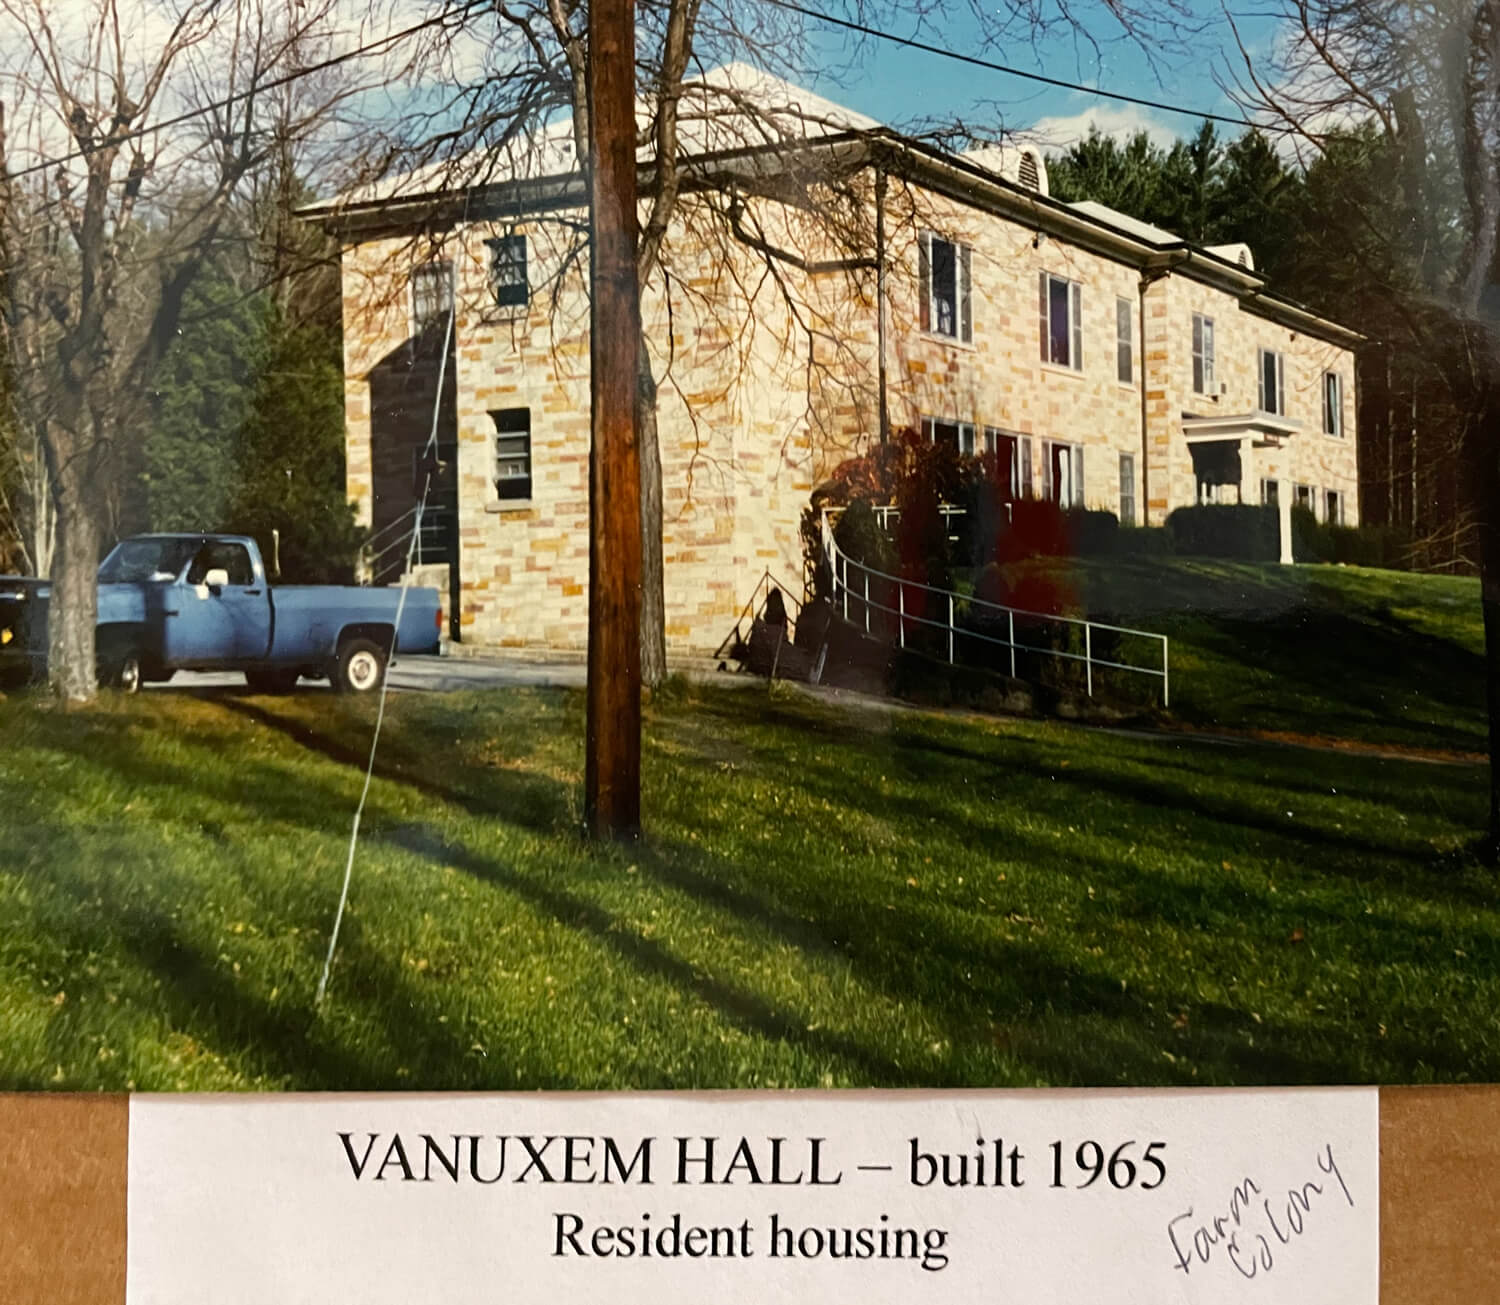 VANUXEM HALL – built 1965
Resident housing
Farm
Colony